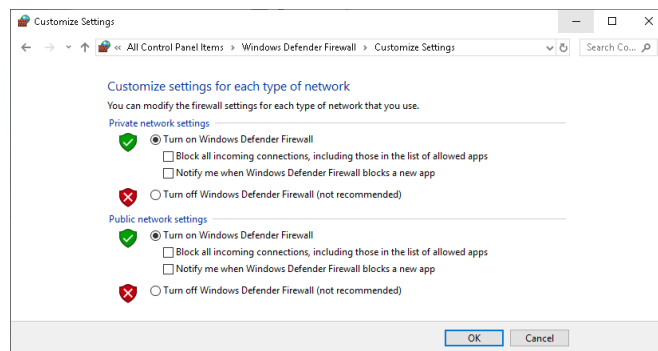 Customize Settings
« All Control Panel Items > Windows Defender Firewall > Customize Settings
Search Co...
Customize settings for each type of network
You can modify the firewall settings for each type of network that you use.
Private network settings
Turn on Windows Defender Firewall
Block all incoming connections, including those in the list of allowed apps
Notify me when Windows Defender Firewall blocks a new app
Turn off Windows Defender Firewall (not recommended)
Public network settings
Turn on Windows Defender Firewall
Block all incoming connections, including those in the list of allowed apps
Notify me when Windows Defender Firewall blocks a new app
Turn off Windows Defender Firewall (not recommended)
OK Cancel